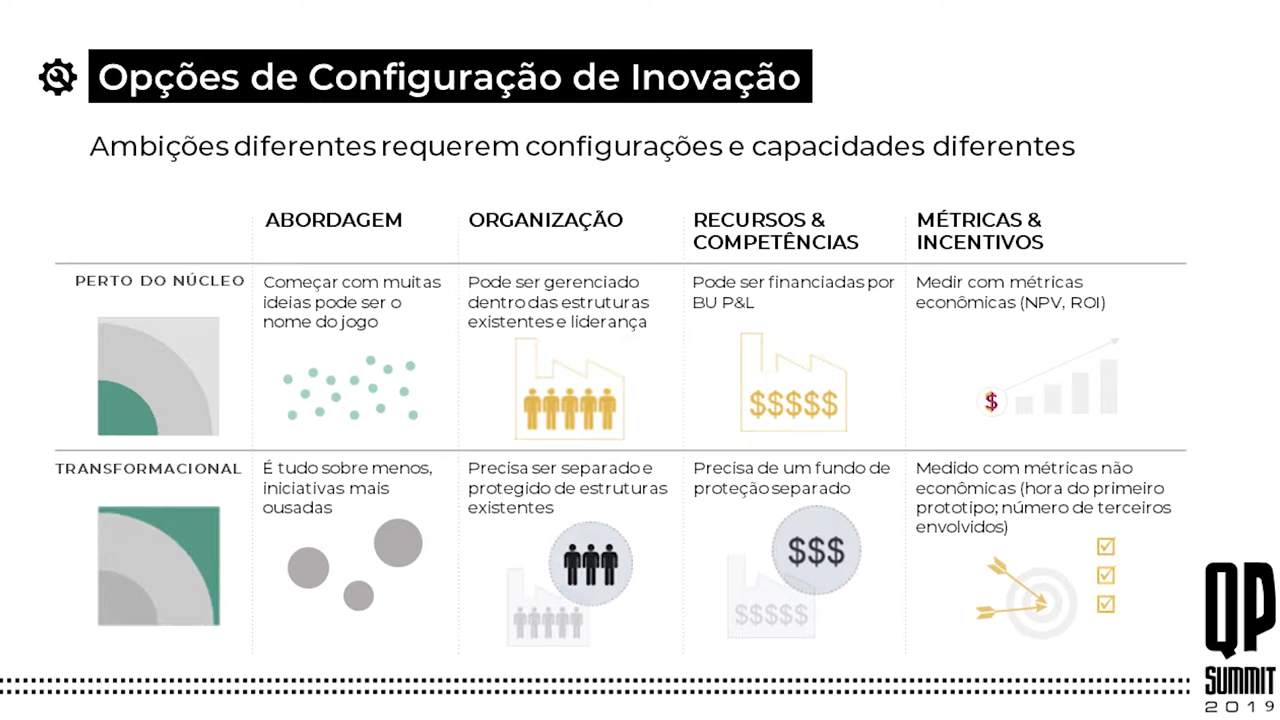 Opções de Configuração de Inovação
Ambições diferentes requerem configurações e capacidades diferentes
ABORDAGEM
ORGANIZAÇÃO
RECURSOS &
COMPETÊNCIAS
MÉTRICAS &
INCENTIVOS
PERTO DO NÚCLEO
Começar com muitas
ideias pode ser o
nome do jogo
Pode ser gerenciado
dentro das estruturas
existentes e liderança
Pode ser financiadas por
BU P&L
Medir com métricas
econômicas (NPV, ROI)
$$$$$
$
TRANSFORMACIONAL
É tudo sobre menos,
iniciativas mais
ousadas
Precisa ser separado e
protegido de estruturas
existentes
Precisa de um fundo de
proteção separado
Medido com métricas não
econômicas (hora do primeiro
prototipo; número de terceiros
envolvidos)
$$$
$$$$$
QP
SUMMIT
2019